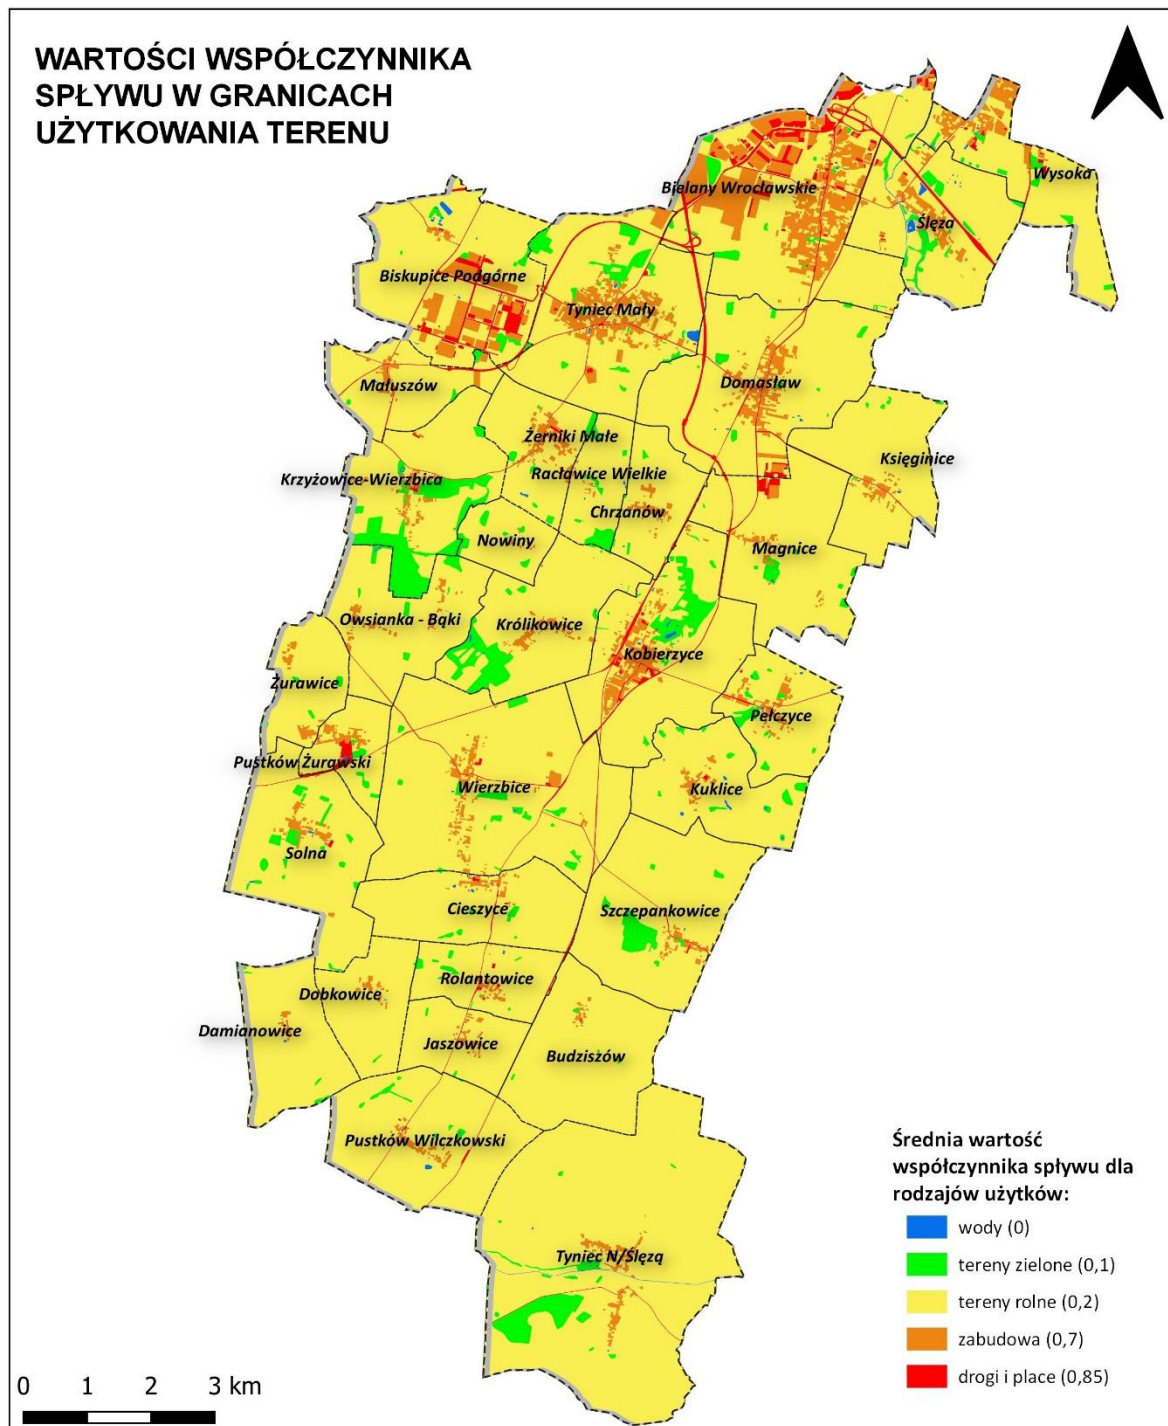 WARTOŚCI WSPÓŁCZYNNIKA
SPŁYWU W GRANICACH
UŻYTKOWANIA TERENU
Wysoka
Bielany Wrocławskie
Ślęza
Biskupice Podgórne
Tyniec Mały
Małuszów
Domasław
Żerniki Małe
Księginice
Racławice Wielkie
Krzyżowice-Wierzbica
Chrzanów
Nowiny
Magnice
Owsianka - Bąki
Królikowice
Kobierzyce
Żurawice
Pełczyce
Pustków Żurawski
Wierzbice
Kuklice
Solna
Cieszyce
Szczepankowice
Rolantowice
Dobkowice
Damianowice
Jaszowice
Budziszów
Pustków Wilczkowski
Tyniec N/Ślęzą
Średnia wartość
współczynnika spływu dla
rodzajów użytków:
wody (0)
tereny zielone (0,1)
tereny rolne (0,2)
zabudowa (0,7)
drogi i place (0,85)
0 1 2 3 km